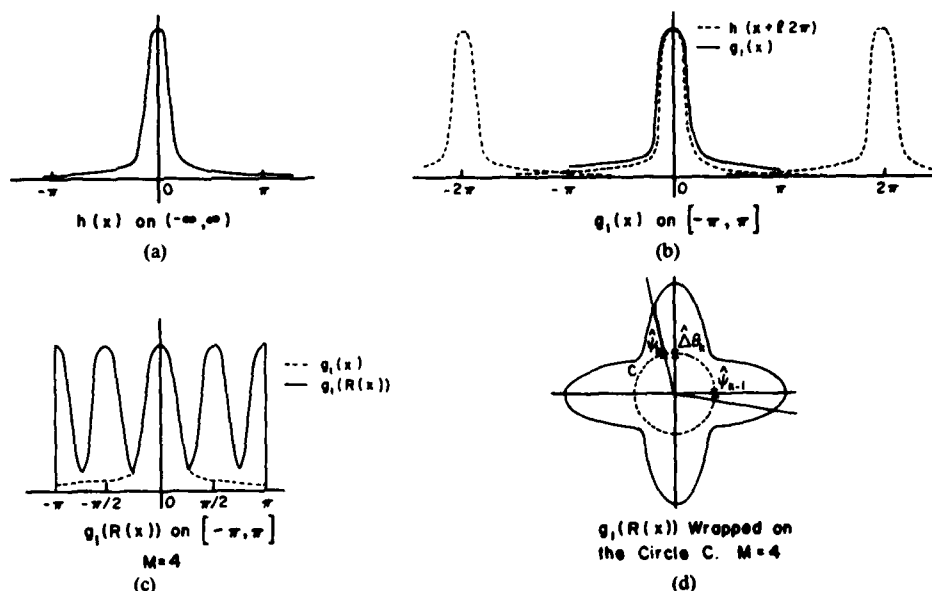 -π 0 π
h(x) on (-∞,∞)
(a)
h(x+ℓ2π)
g₁(x)
-2π -π 0 π 2π
g₁(x) on [-π, π]
(b)
g₁(x)
g₁(R(x))
-π -π/2 0 π/2 π
g₁(R(x)) on [-π,π]
M=4
(c)
C
Δ̂θₖ
ψ̂ₖ₋₁
g₁(R(x)) Wrapped on
the Circle C. M=4
(d)